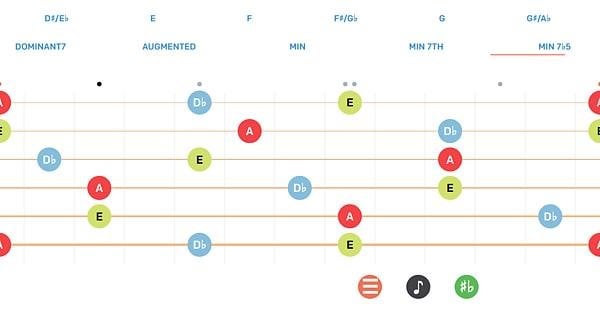 D♯/E♭ E F F♯/G♭ G G♯/A♭
DOMINANT7 AUGMENTED MIN MIN 7TH MIN 7♭5
A D♭ E A
E A D♭ E
D♭ E A
A D♭ E
E A D♭
A D♭ E A
♯♭